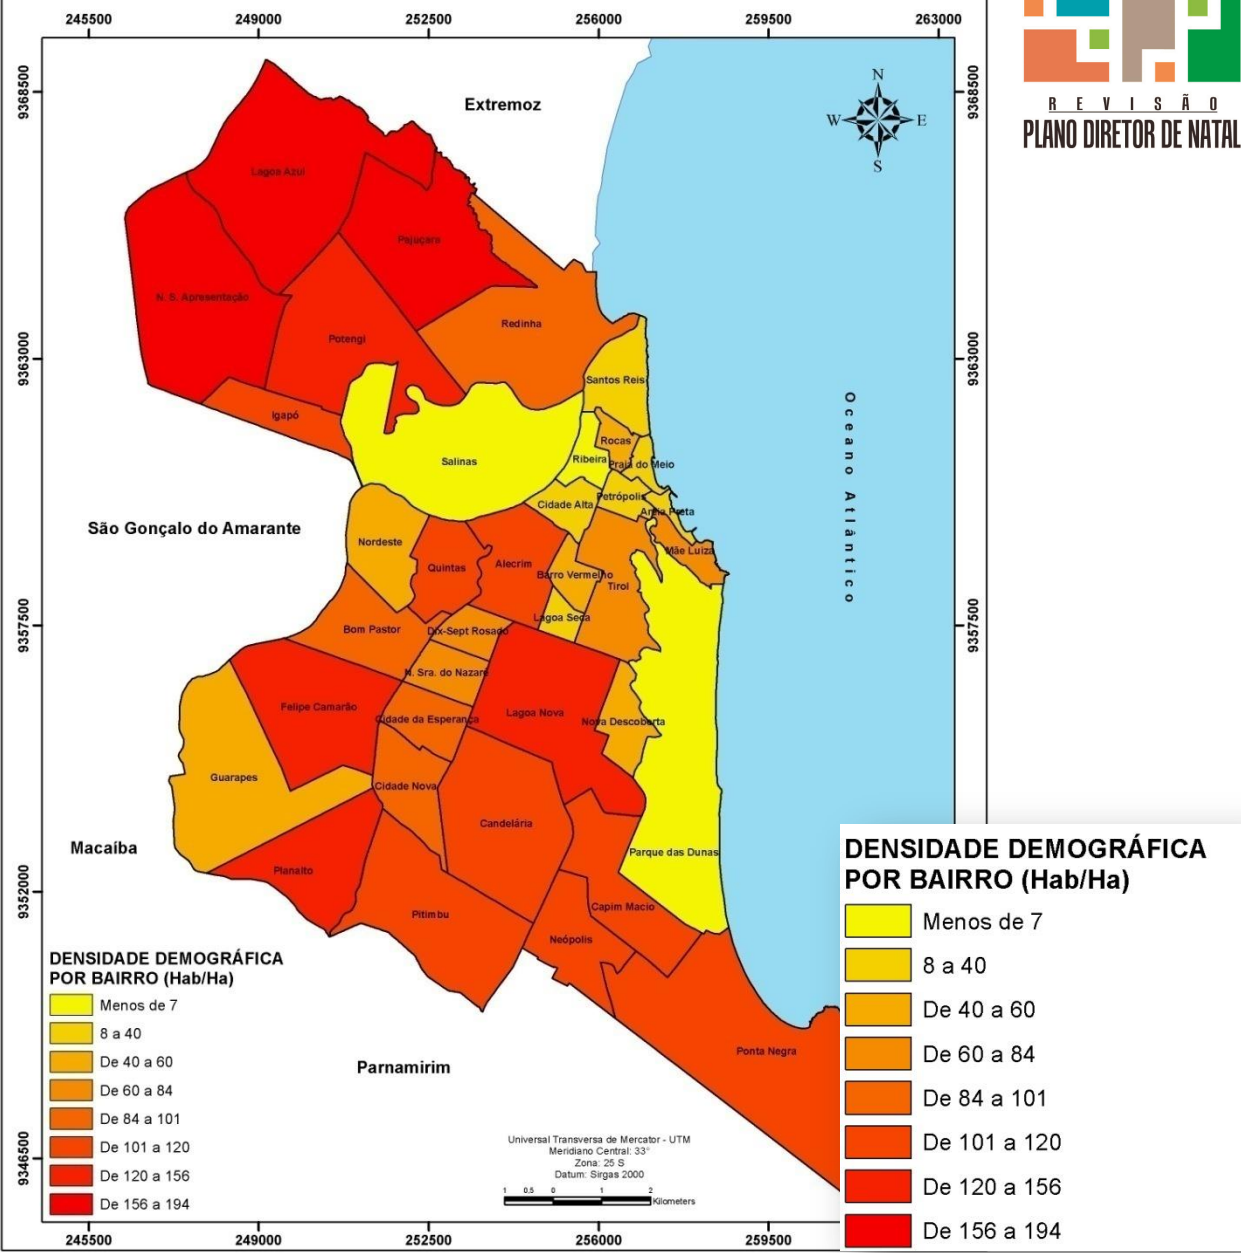 245500 249000 252500 256000 259500 263000
9368500 9368500
REVISÃO
PLANO DIRETOR DE NATAL
Extremoz
N
W E
S
Lagoa Azul
Pajuçara
N. S. Apresentação
Redinha
Potengi
9363000 9363000
Santos Reis
Igapó
Rocas
Salinas
Ribeira
Praia do Meio
Oceano Atlântico
Petrópolis
Cidade Alta
Areia Preta
São Gonçalo do Amarante
Nordeste
Mãe Luiza
Quintas
Alecrim
Barro Vermelho
Tirol
Lagoa Seca
9357500 9357500
Bom Pastor
Dix-Sept Rosado
N. Sra. do Nazaré
Felipe Camarão
Lagoa Nova
Cidade da Esperança
Nova Descoberta
Guarapes
Cidade Nova
Candelária
Macaíba
Parque das Dunas
Planalto
9352000
Capim Macio
Pitimbu
Neópolis
Ponta Negra
Parnamirim
DENSIDADE DEMOGRÁFICA
POR BAIRRO (Hab/Ha)
Menos de 7
8 a 40
De 40 a 60
De 60 a 84
De 84 a 101
De 101 a 120
De 120 a 156
De 156 a 194
9346500
Universal Transversa de Mercator - UTM
Meridiano Central: 33°
Zona: 25 S
Datum: Sirgas 2000
1 0.5 0 1 2
Kilometers
DENSIDADE DEMOGRÁFICA
POR BAIRRO (Hab/Ha)
Menos de 7
8 a 40
De 40 a 60
De 60 a 84
De 84 a 101
De 101 a 120
De 120 a 156
De 156 a 194
245500 249000 252500 256000 259500